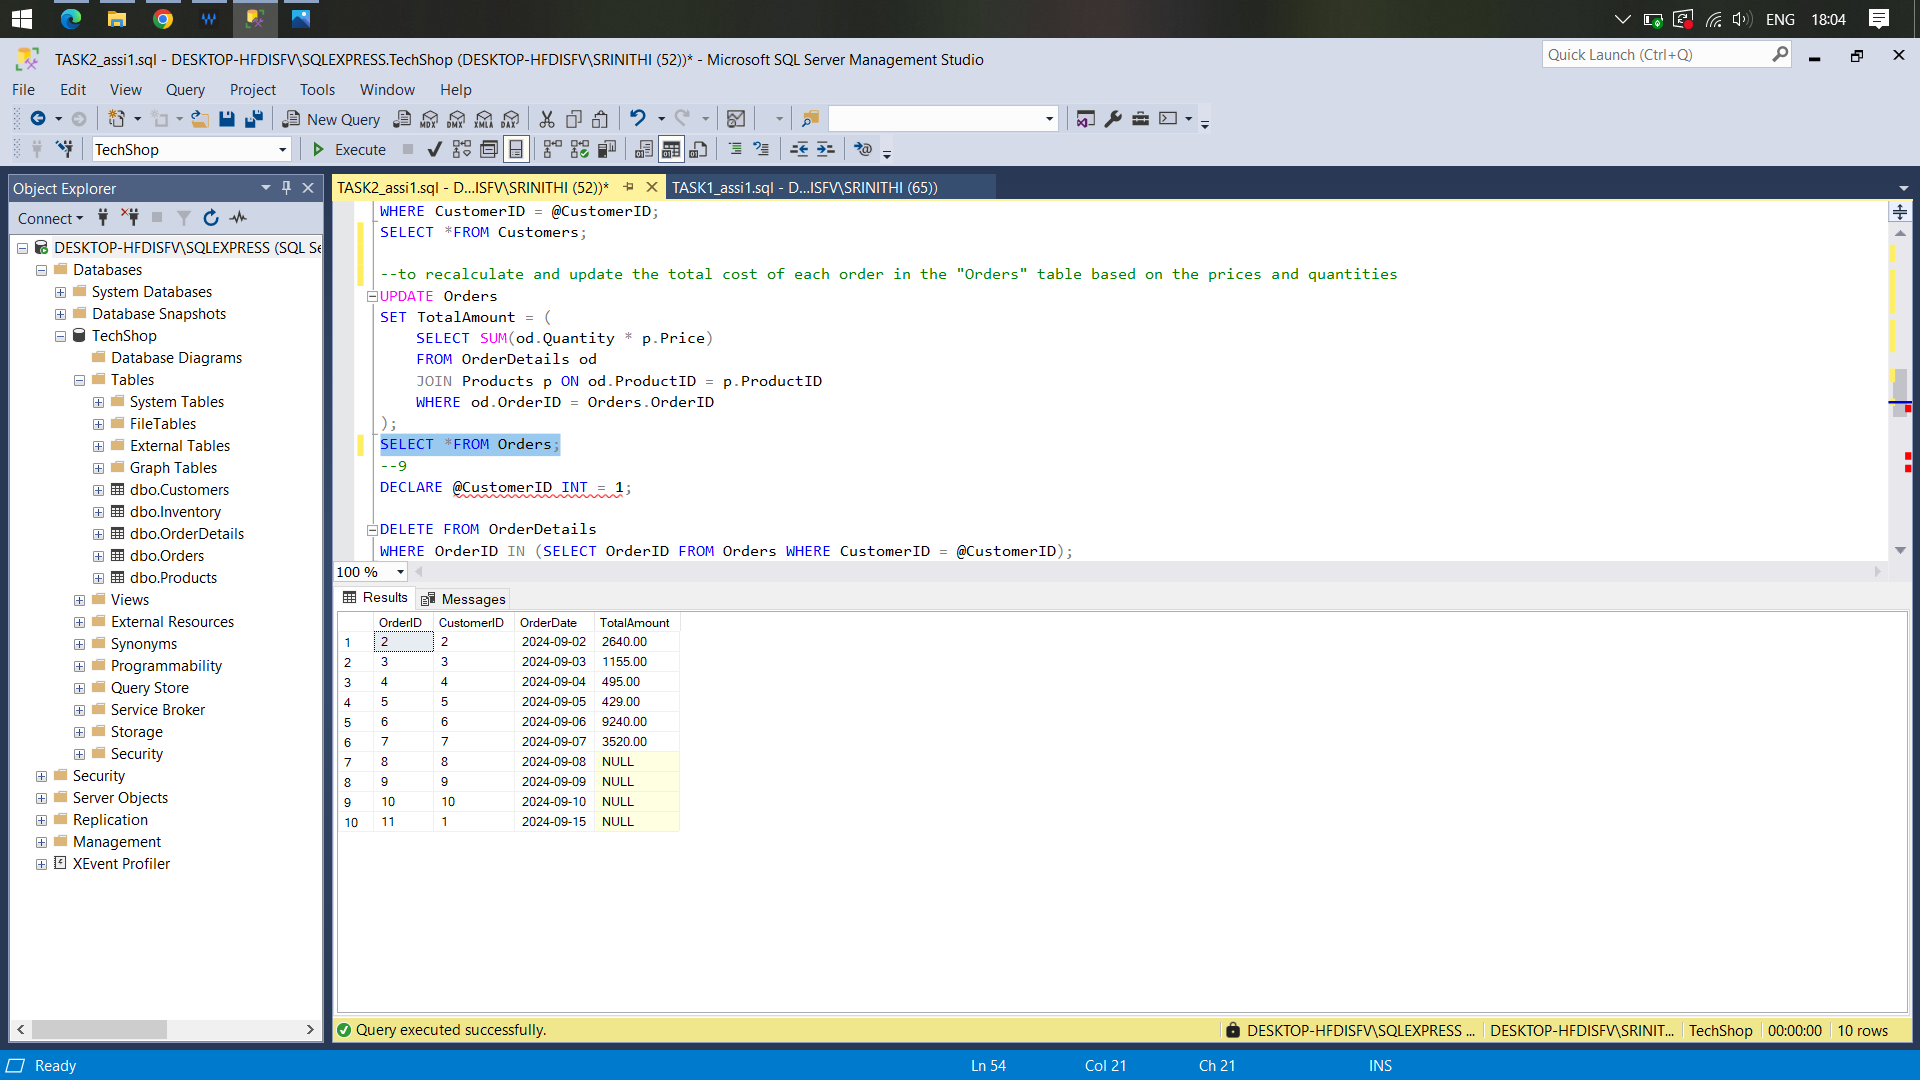 ENG 18:04
TASK2_assi1.sql - DESKTOP-HFDISFV\SQLEXPRESS.TechShop (DESKTOP-HFDISFV\SRINITHI (52))* - Microsoft SQL Server Management Studio
Quick Launch (Ctrl+Q)
File Edit View Query Project Tools Window Help
New Query MDX DMX XMLA DAX
TechShop Execute
Object Explorer
TASK2_assi1.sql - D...ISFV\SRINITHI (52))* TASK1_assi1.sql - D...ISFV\SRINITHI (65))
Connect
DESKTOP-HFDISFV\SQLEXPRESS (SQL Se
Databases
System Databases
Database Snapshots
TechShop
Database Diagrams
Tables
System Tables
FileTables
External Tables
Graph Tables
dbo.Customers
dbo.Inventory
dbo.OrderDetails
dbo.Orders
dbo.Products
Views
External Resources
Synonyms
Programmability
Query Store
Service Broker
Storage
Security
Security
Server Objects
Replication
Management
XEvent Profiler
WHERE CustomerID = @CustomerID;
SELECT *FROM Customers;
--to recalculate and update the total cost of each order in the "Orders" table based on the prices and quantities
UPDATE Orders
SET TotalAmount = (
SELECT SUM(od.Quantity * p.Price)
FROM OrderDetails od
JOIN Products p ON od.ProductID = p.ProductID
WHERE od.OrderID = Orders.OrderID
);
SELECT *FROM Orders;
--9
DECLARE @CustomerID INT = 1;
DELETE FROM OrderDetails
WHERE OrderID IN (SELECT OrderID FROM Orders WHERE CustomerID = @CustomerID);
100 %
Results Messages
OrderID CustomerID OrderDate TotalAmount
1 2 2 2024-09-02 2640.00
2 3 3 2024-09-03 1155.00
3 4 4 2024-09-04 495.00
4 5 5 2024-09-05 429.00
5 6 6 2024-09-06 9240.00
6 7 7 2024-09-07 3520.00
7 8 8 2024-09-08 NULL
8 9 9 2024-09-09 NULL
9 10 10 2024-09-10 NULL
10 11 1 2024-09-15 NULL
Query executed successfully. DESKTOP-HFDISFV\SQLEXPRESS ... DESKTOP-HFDISFV\SRINIT... TechShop 00:00:00 10 rows
Ready Ln 54 Col 21 Ch 21 INS